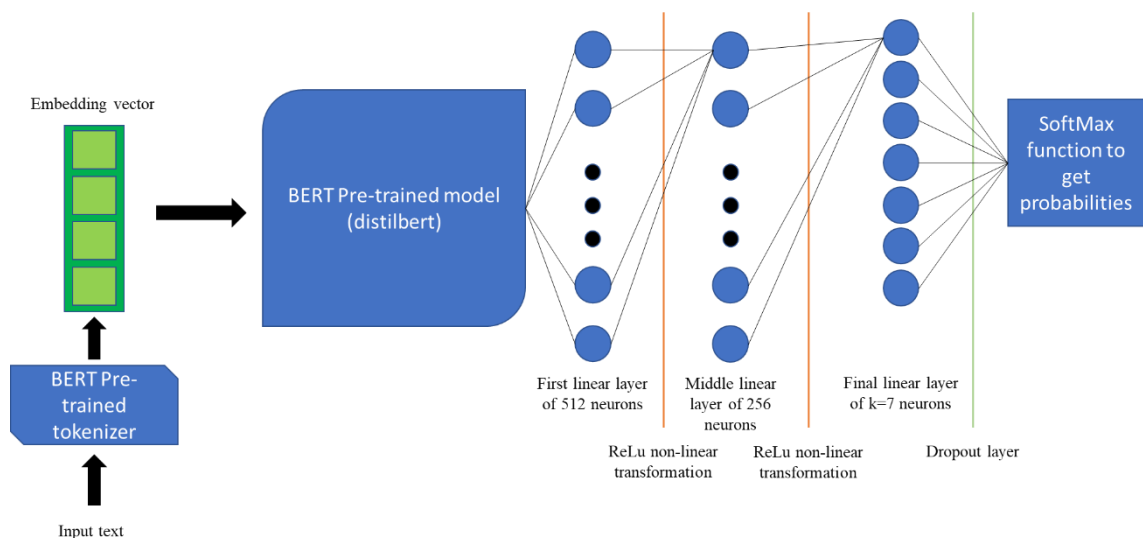 Embedding vector
BERT Pre-
trained
tokenizer
Input text
BERT Pre-trained model
(distilbert)
First linear layer
of 512 neurons
ReLu non-linear
transformation
Middle linear
layer of 256
neurons
ReLu non-linear
transformation
Final linear layer
of k=7 neurons
Dropout layer
SoftMax
function to
get
probabilities